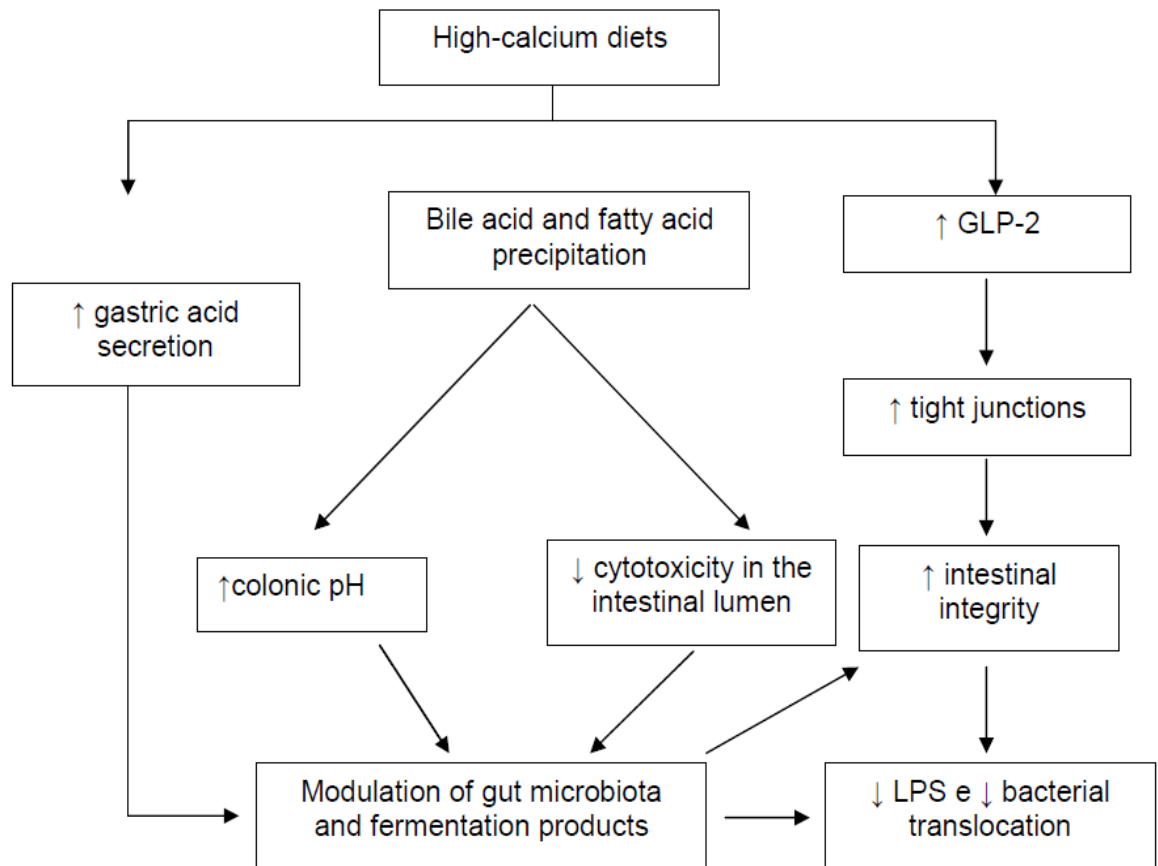 High-calcium diets
Bile acid and fatty acid
precipitation
↑ GLP-2
↑ gastric acid
secretion
↑ tight junctions
↑colonic pH
↓ cytotoxicity in the
intestinal lumen
↑ intestinal
integrity
Modulation of gut microbiota
and fermentation products
↓ LPS e ↓ bacterial
translocation